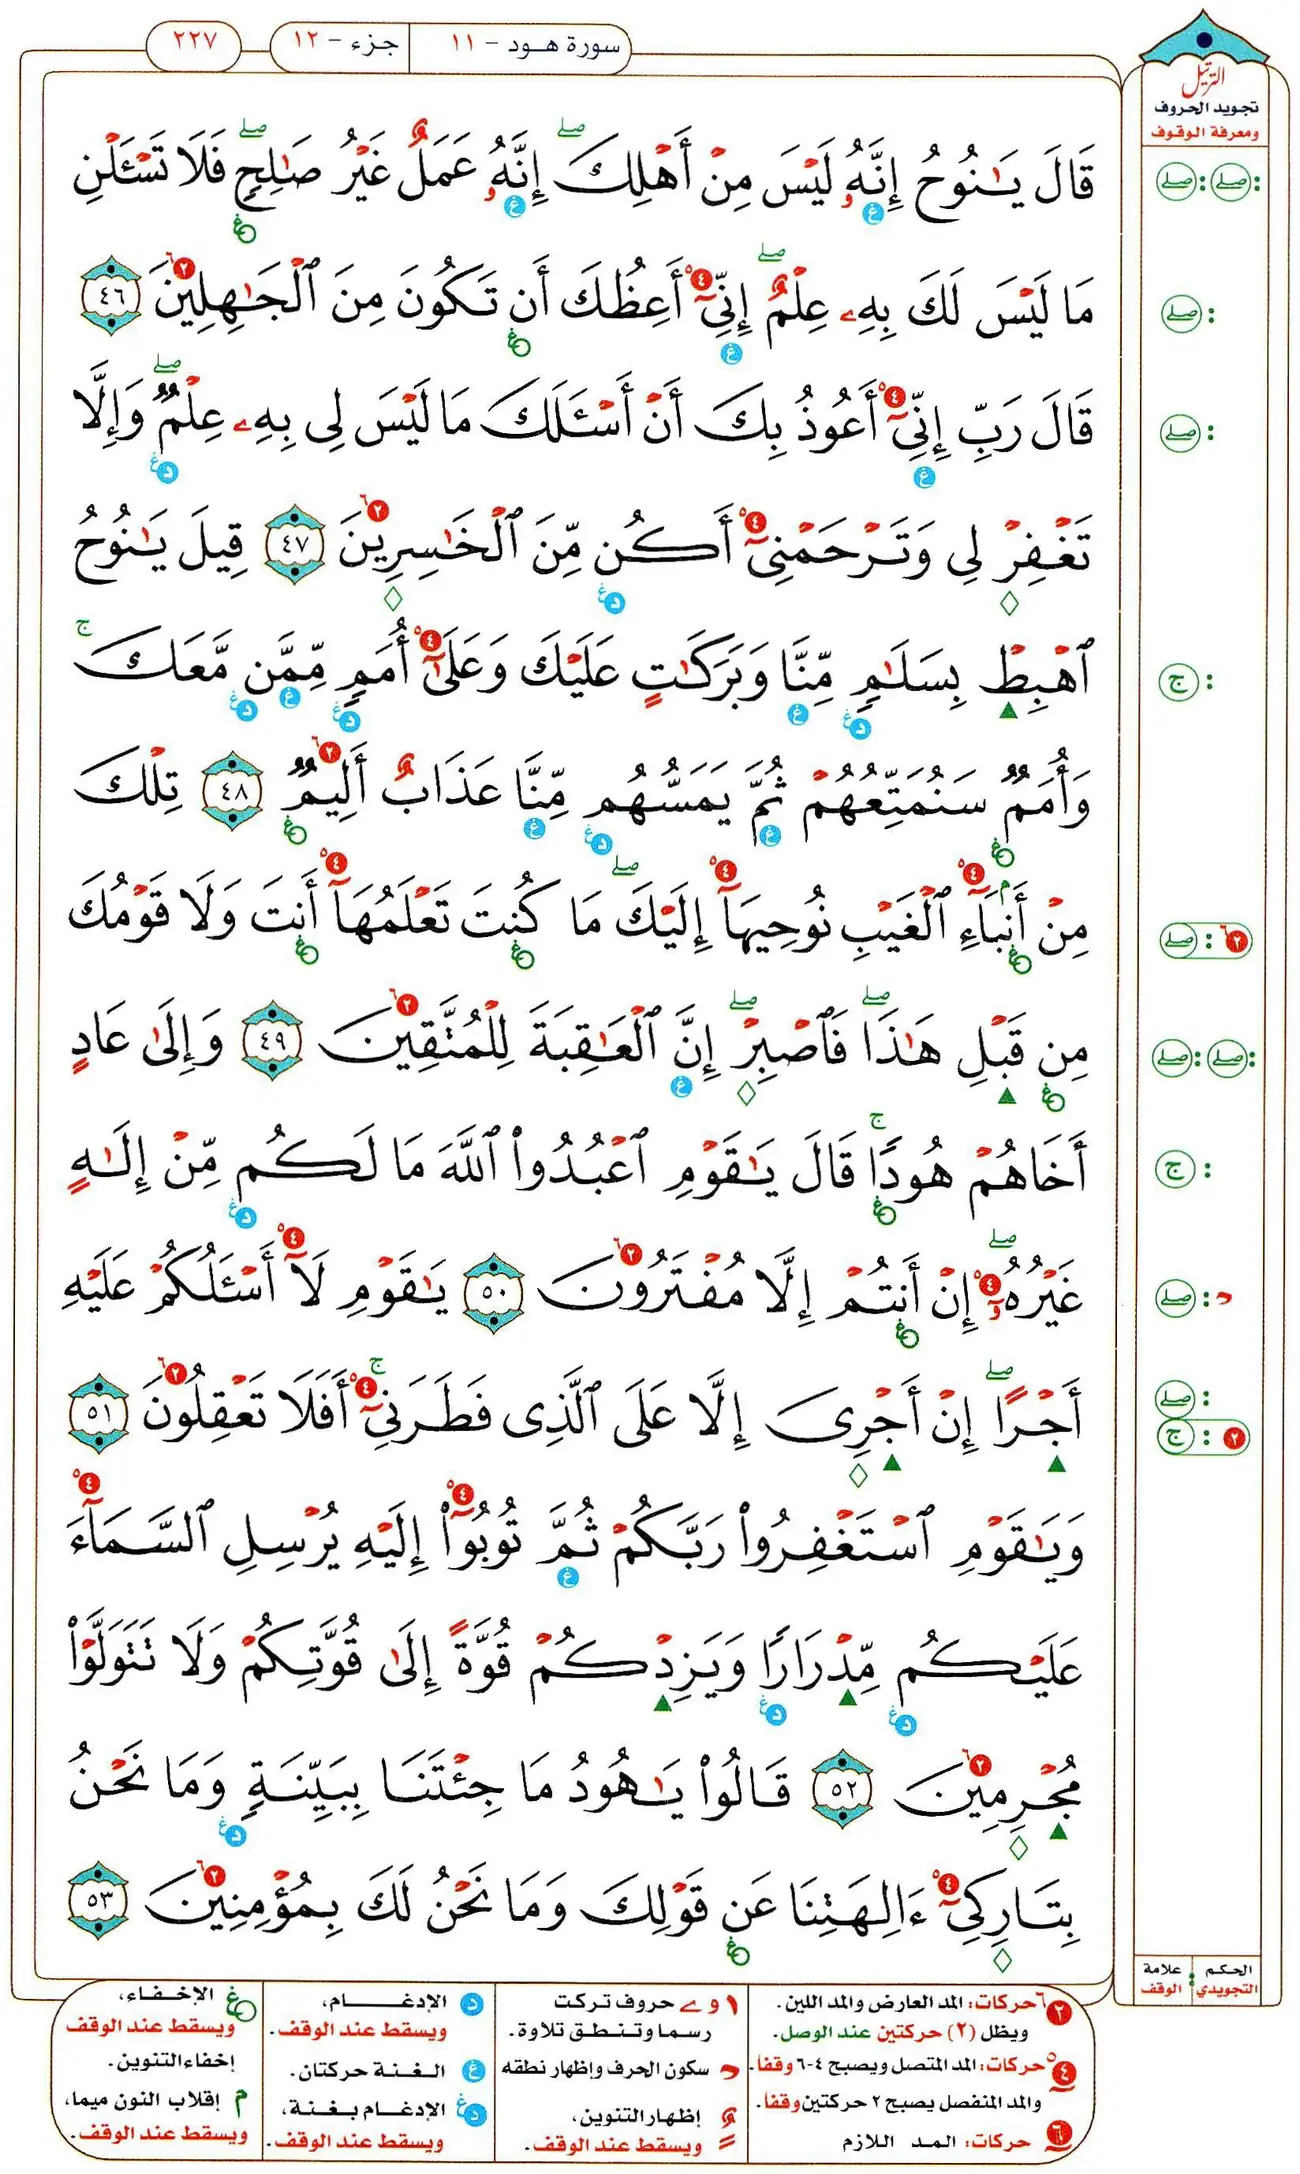 سورة هود - ١١
جزء - ١٢
٢٢٧
الترتيل
تجويد الحروف
ومعرفة الوقوف
قَالَ يَٰنُوحُ إِنَّهُۥ لَيْسَ مِنْ أَهْلِكَ ۖ إِنَّهُۥ عَمَلٌ غَيْرُ صَٰلِحٍ ۖ فَلَا تَسْـَٔلْنِ
مَا لَيْسَ لَكَ بِهِۦ عِلْمٌ ۖ إِنِّىٓ أَعِظُكَ أَن تَكُونَ مِنَ ٱلْجَٰهِلِينَ ٤٦
قَالَ رَبِّ إِنِّىٓ أَعُوذُ بِكَ أَنْ أَسْـَٔلَكَ مَا لَيْسَ لِى بِهِۦ عِلْمٌ ۖ وَإِلَّا
تَغْفِرْ لِى وَتَرْحَمْنِىٓ أَكُن مِّنَ ٱلْخَٰسِرِينَ ٤٧ قِيلَ يَٰنُوحُ
ٱهْبِطْ بِسَلَٰمٍ مِّنَّا وَبَرَكَٰتٍ عَلَيْكَ وَعَلَىٰٓ أُمَمٍ مِّمَّن مَّعَكَ ۚ
وَأُمَمٌ سَنُمَتِّعُهُمْ ثُمَّ يَمَسُّهُم مِّنَّا عَذَابٌ أَلِيمٌ ٤٨ تِلْكَ
مِنْ أَنۢبَآءِ ٱلْغَيْبِ نُوحِيهَآ إِلَيْكَ ۖ مَا كُنتَ تَعْلَمُهَآ أَنتَ وَلَا قَوْمُكَ
مِن قَبْلِ هَٰذَا ۖ فَٱصْبِرْ ۖ إِنَّ ٱلْعَٰقِبَةَ لِلْمُتَّقِينَ ٤٩ وَإِلَىٰ عَادٍ
أَخَاهُمْ هُودًا ۚ قَالَ يَٰقَوْمِ ٱعْبُدُوا۟ ٱللَّهَ مَا لَكُم مِّنْ إِلَٰهٍ
غَيْرُهُۥٓ ۖ إِنْ أَنتُمْ إِلَّا مُفْتَرُونَ ٥٠ يَٰقَوْمِ لَآ أَسْـَٔلُكُمْ عَلَيْهِ
أَجْرًا ۖ إِنْ أَجْرِىَ إِلَّا عَلَى ٱلَّذِى فَطَرَنِىٓ ۚ أَفَلَا تَعْقِلُونَ ٥١
وَيَٰقَوْمِ ٱسْتَغْفِرُوا۟ رَبَّكُمْ ثُمَّ تُوبُوٓا۟ إِلَيْهِ يُرْسِلِ ٱلسَّمَآءَ
عَلَيْكُم مِّدْرَارًا وَيَزِدْكُمْ قُوَّةً إِلَىٰ قُوَّتِكُمْ وَلَا تَتَوَلَّوْا۟
مُجْرِمِينَ ٥٢ قَالُوا۟ يَٰهُودُ مَا جِئْتَنَا بِبَيِّنَةٍ وَمَا نَحْنُ
بِتَارِكِىٓ ءَالِهَتِنَا عَن قَوْلِكَ وَمَا نَحْنُ لَكَ بِمُؤْمِنِينَ ٥٣
الحكم التجويدي : علامة الوقف
٢ ٦ حركات: المد العارض والمد اللين.
ويظل (٢) حركتين عند الوصل.
٤ ٥ حركات: المد المتصل ويصبح ٤-٦ وقفاً.
والمد المنفصل يصبح ٢ حركتين وقفاً.
٦ حركات: المد اللازم
ا و ے حروف تركت
رسما وتنطق تلاوة.
سكون الحرف وإظهار نطقه
إظهار التنوين،
ويسقط عند الوقف.
د الإدغام،
ويسقط عند الوقف.
غ الغنة حركتان.
دغ الإدغام بغنة،
ويسقط عند الوقف.
غ الإخفاء،
ويسقط عند الوقف
إخفاء التنوين.
م إقلاب النون ميما،
ويسقط عند الوقف.